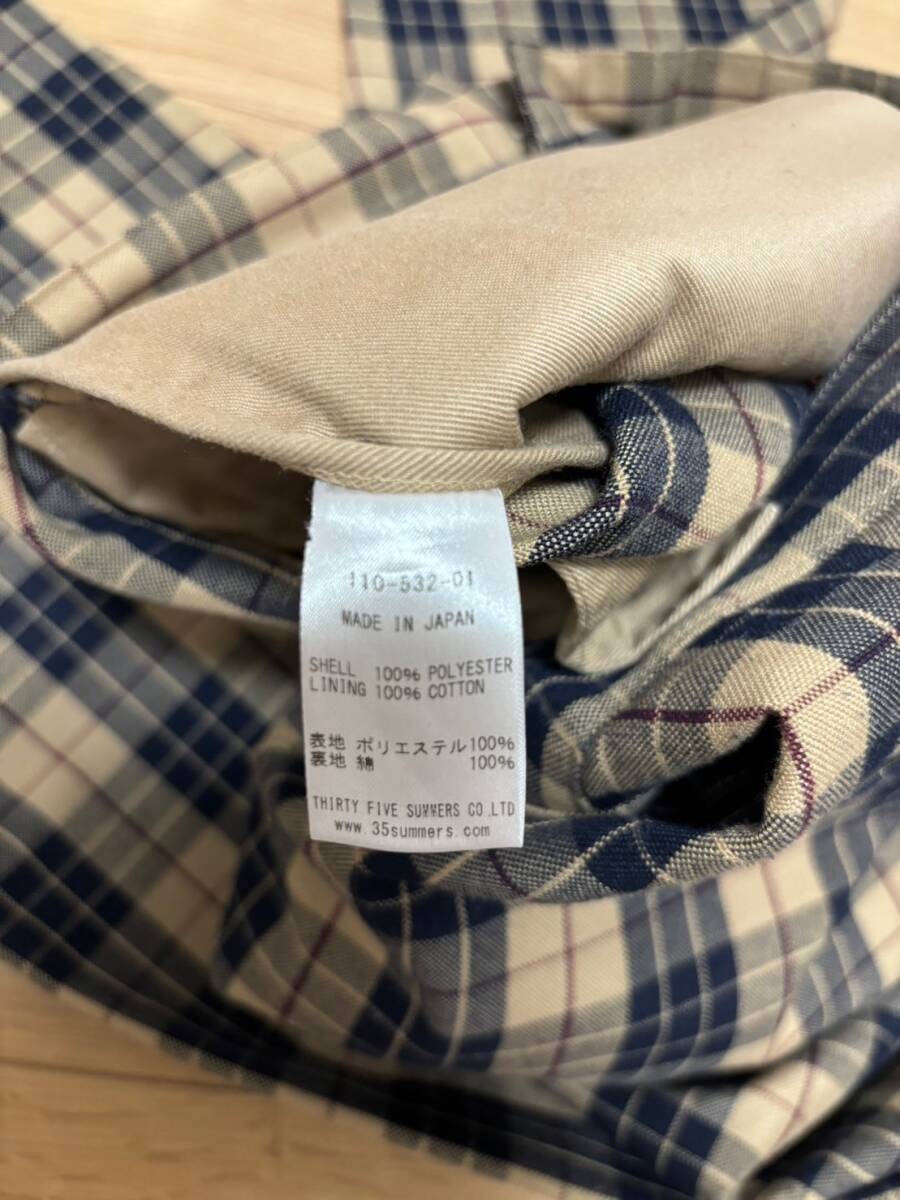 110-532-01
MADE IN JAPAN
SHELL 100% POLYESTER
LINING 100% COTTON
表地 ポリエステル100%
裏地 綿 100%
THIRTY FIVE SUMMERS CO.LTD
www.35summers.com